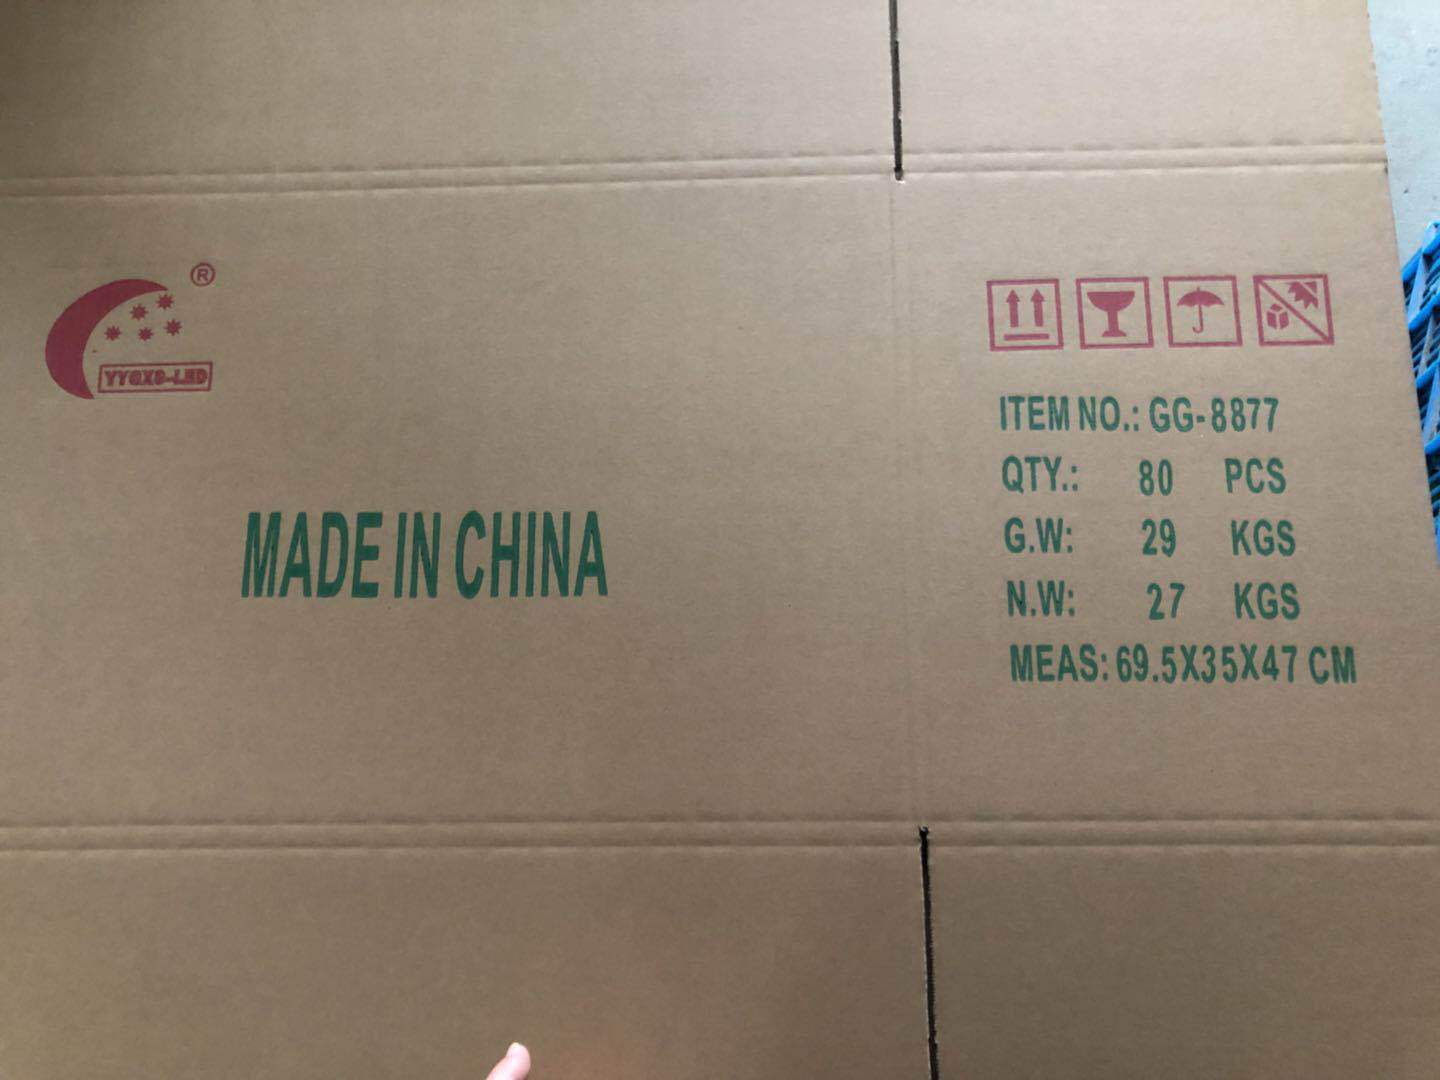 ®
YYGXS-LED
MADE IN CHINA
ITEM NO.: GG-8877
QTY.: 80 PCS
G.W: 29 KGS
N.W: 27 KGS
MEAS: 69.5X35X47 CM